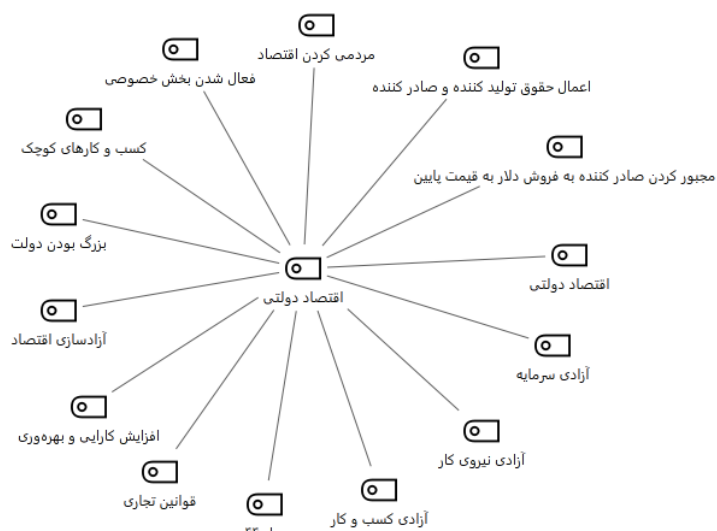 مردمی کردن اقتصاد
اعمال حقوق تولید کننده و صادر کننده
فعال شدن بخش خصوصی
کسب و کارهای کوچک
مجبور کردن صادر کننده به فروش دلار به قیمت پایین
بزرگ بودن دولت
اقتصاد دولتی
اقتصاد دولتی
آزادسازی اقتصاد
آزادی سرمایه
افزایش کارایی و بهره‌وری
آزادی نیروی کار
قوانین تجاری
آزادی کسب و کار